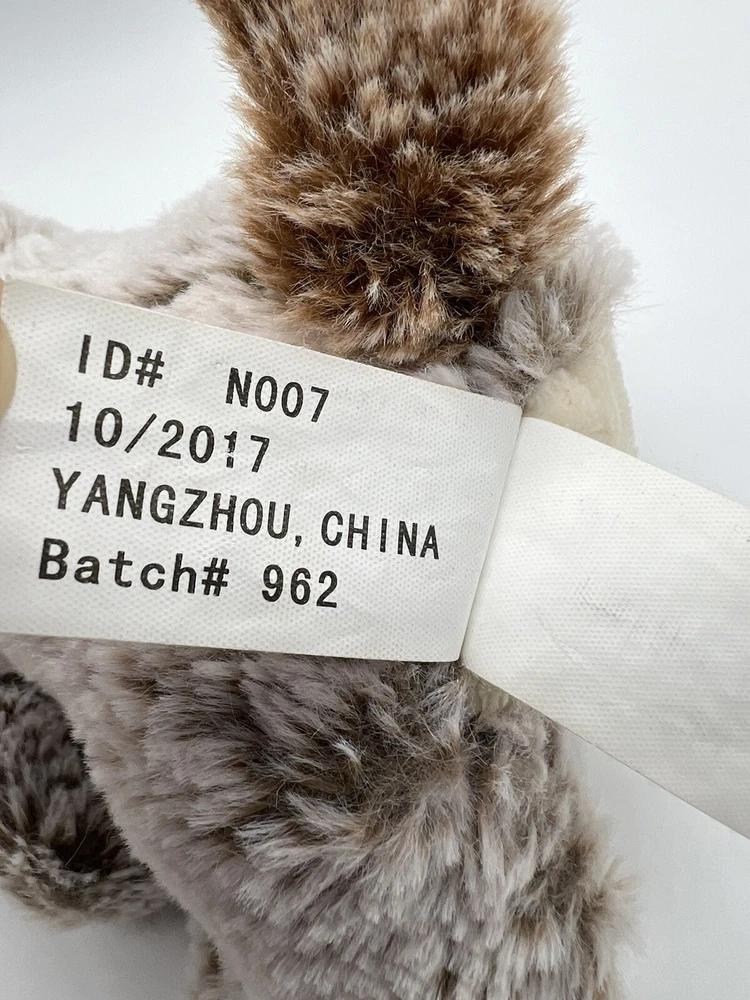 ID# N007
10/2017
YANGZHOU, CHINA
Batch# 962